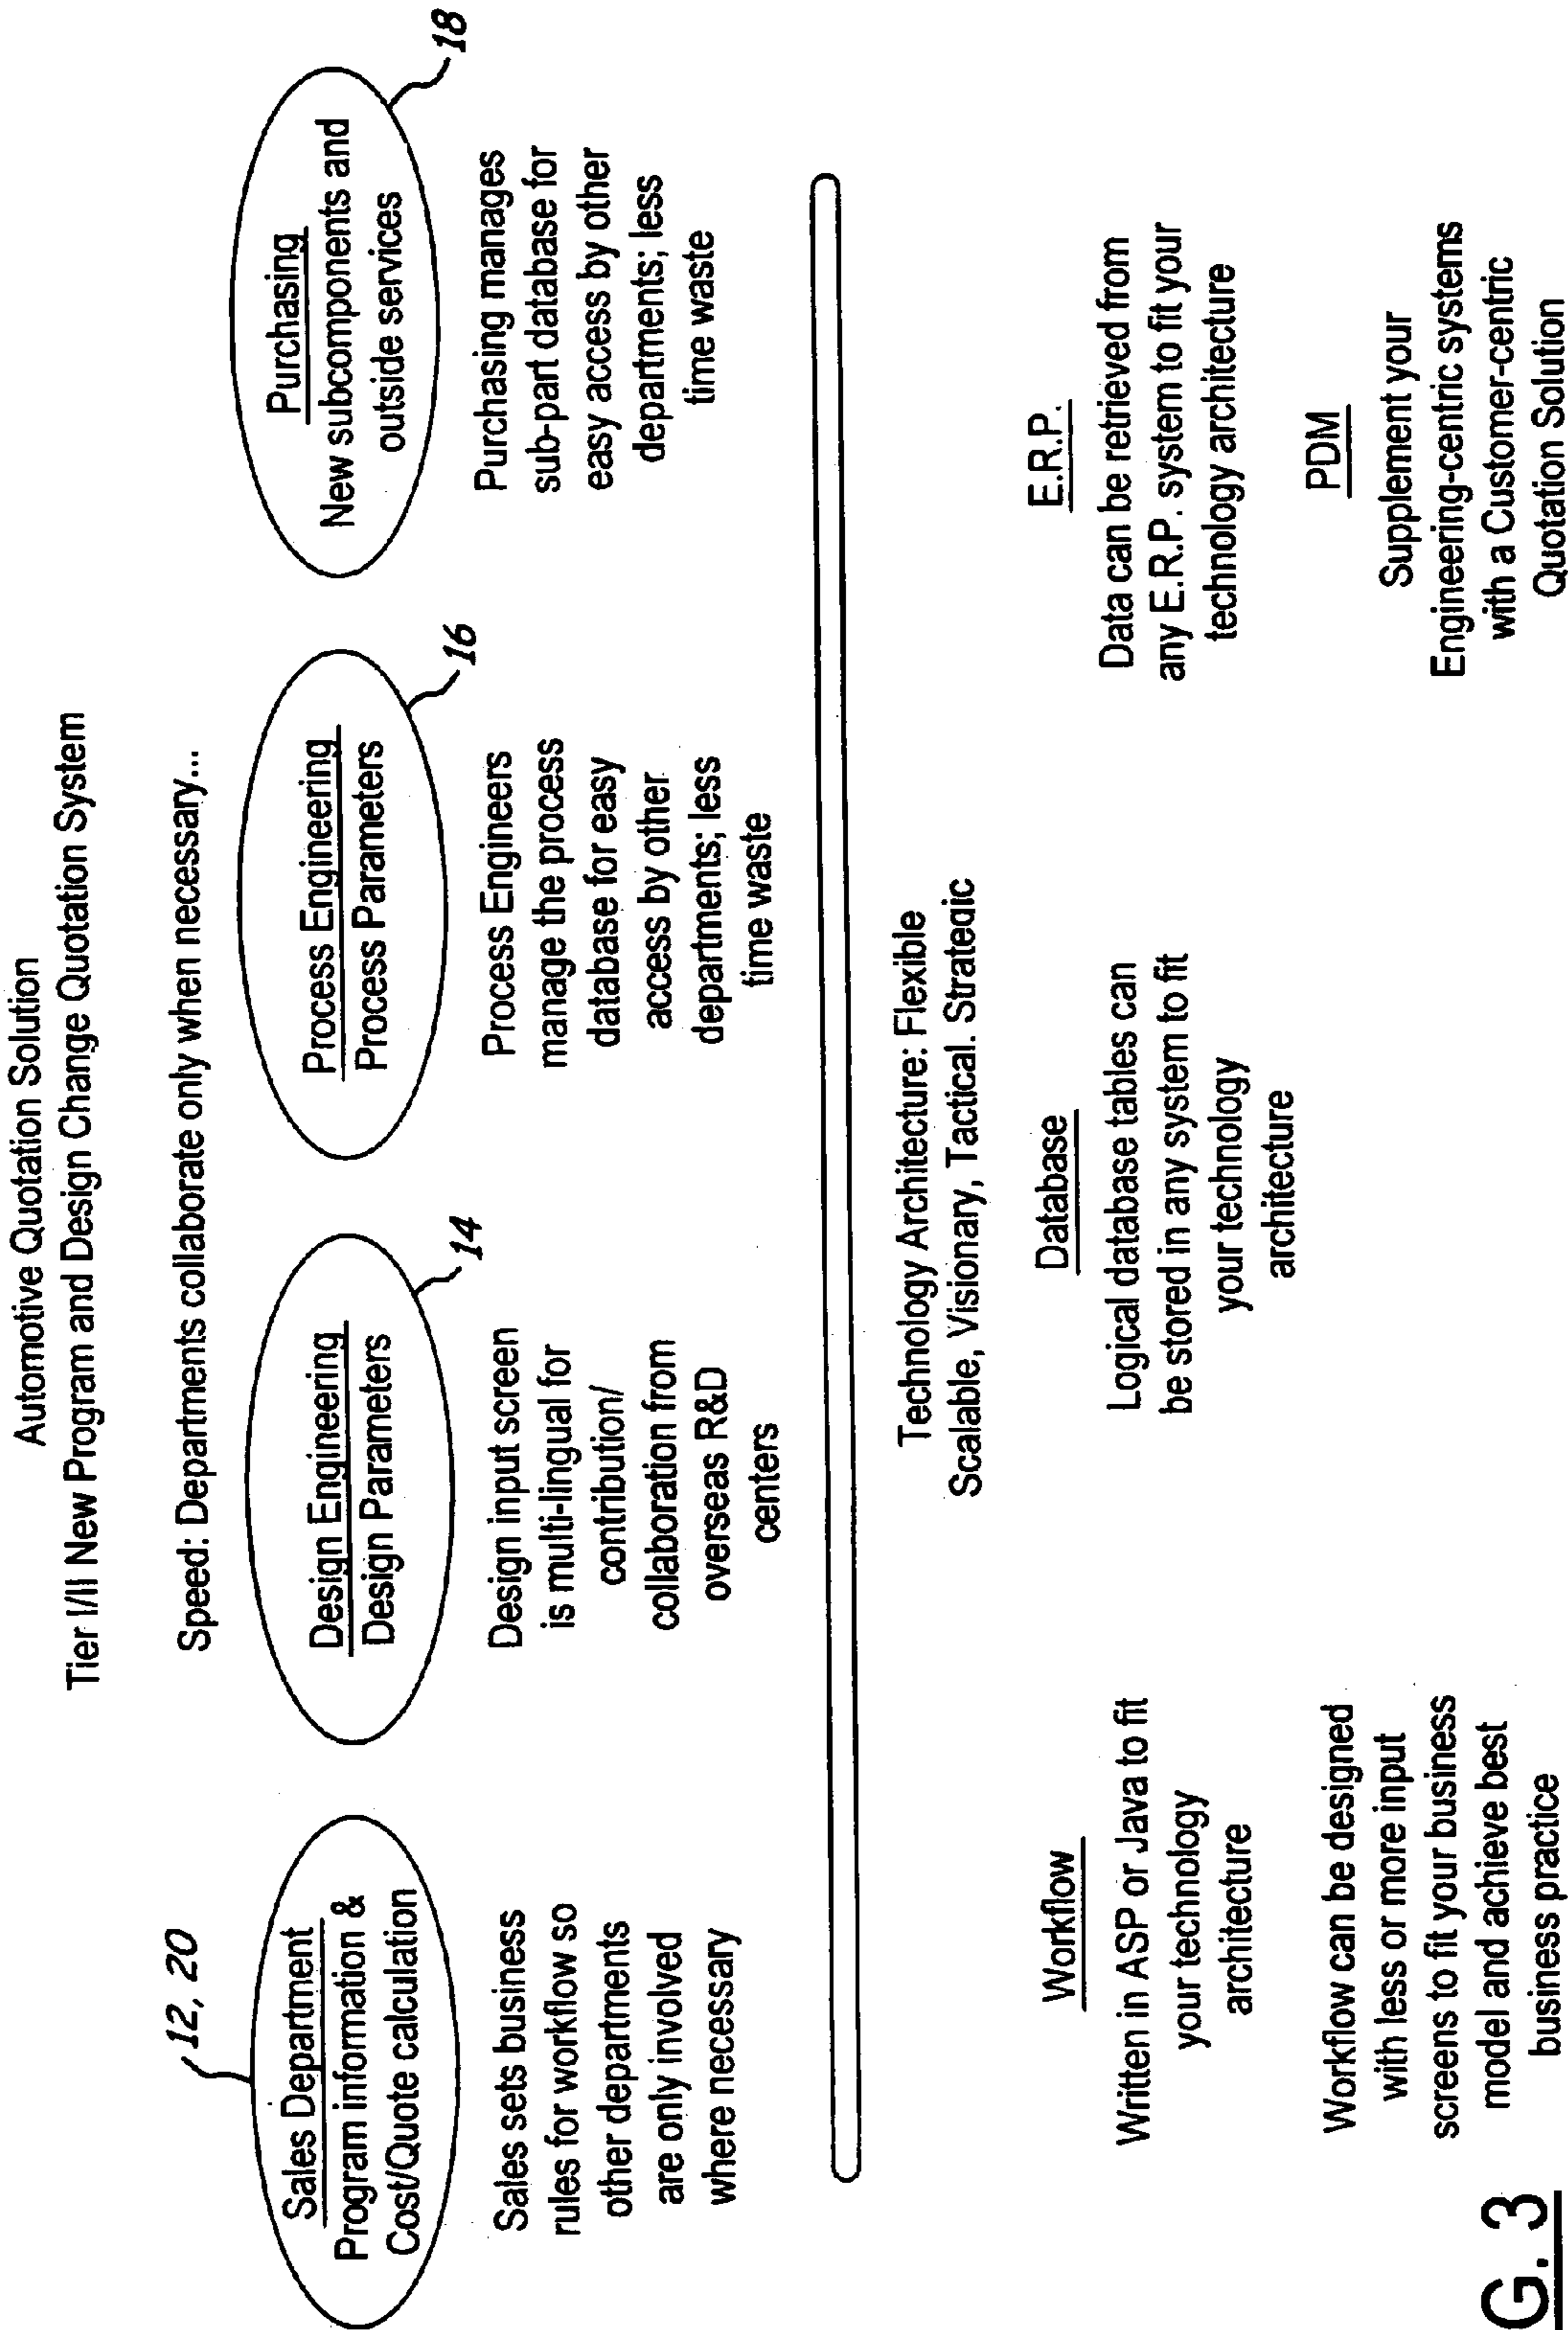 Automotive Quotation Solution
Tier I/II New Program and Design Change Quotation System
Speed: Departments collaborate only when necessary...
12, 20
Sales Department
Program information &
Cost/Quote calculation
Sales sets business
rules for workflow so
other departments
are only involved
where necessary
14
Design Engineering
Design Parameters
Design input screen
is multi-lingual for
contribution/
collaboration from
overseas R&D
centers
16
Process Engineering
Process Parameters
Process Engineers
manage the process
database for easy
access by other
departments; less
time waste
18
Purchasing
New subcomponents and
outside services
Purchasing manages
sub-part database for
easy access by other
departments; less
time waste
Technology Architecture: Flexible
Scalable, Visionary, Tactical. Strategic
Workflow
Written in ASP or Java to fit
your technology
architecture
Workflow can be designed
with less or more input
screens to fit your business
model and achieve best
business practice
Database
Logical database tables can
be stored in any system to fit
your technology
architecture
E.R.P.
Data can be retrieved from
any E.R.P. system to fit your
technology architecture
PDM
Supplement your
Engineering-centric systems
with a Customer-centric
Quotation Solution
G. 3